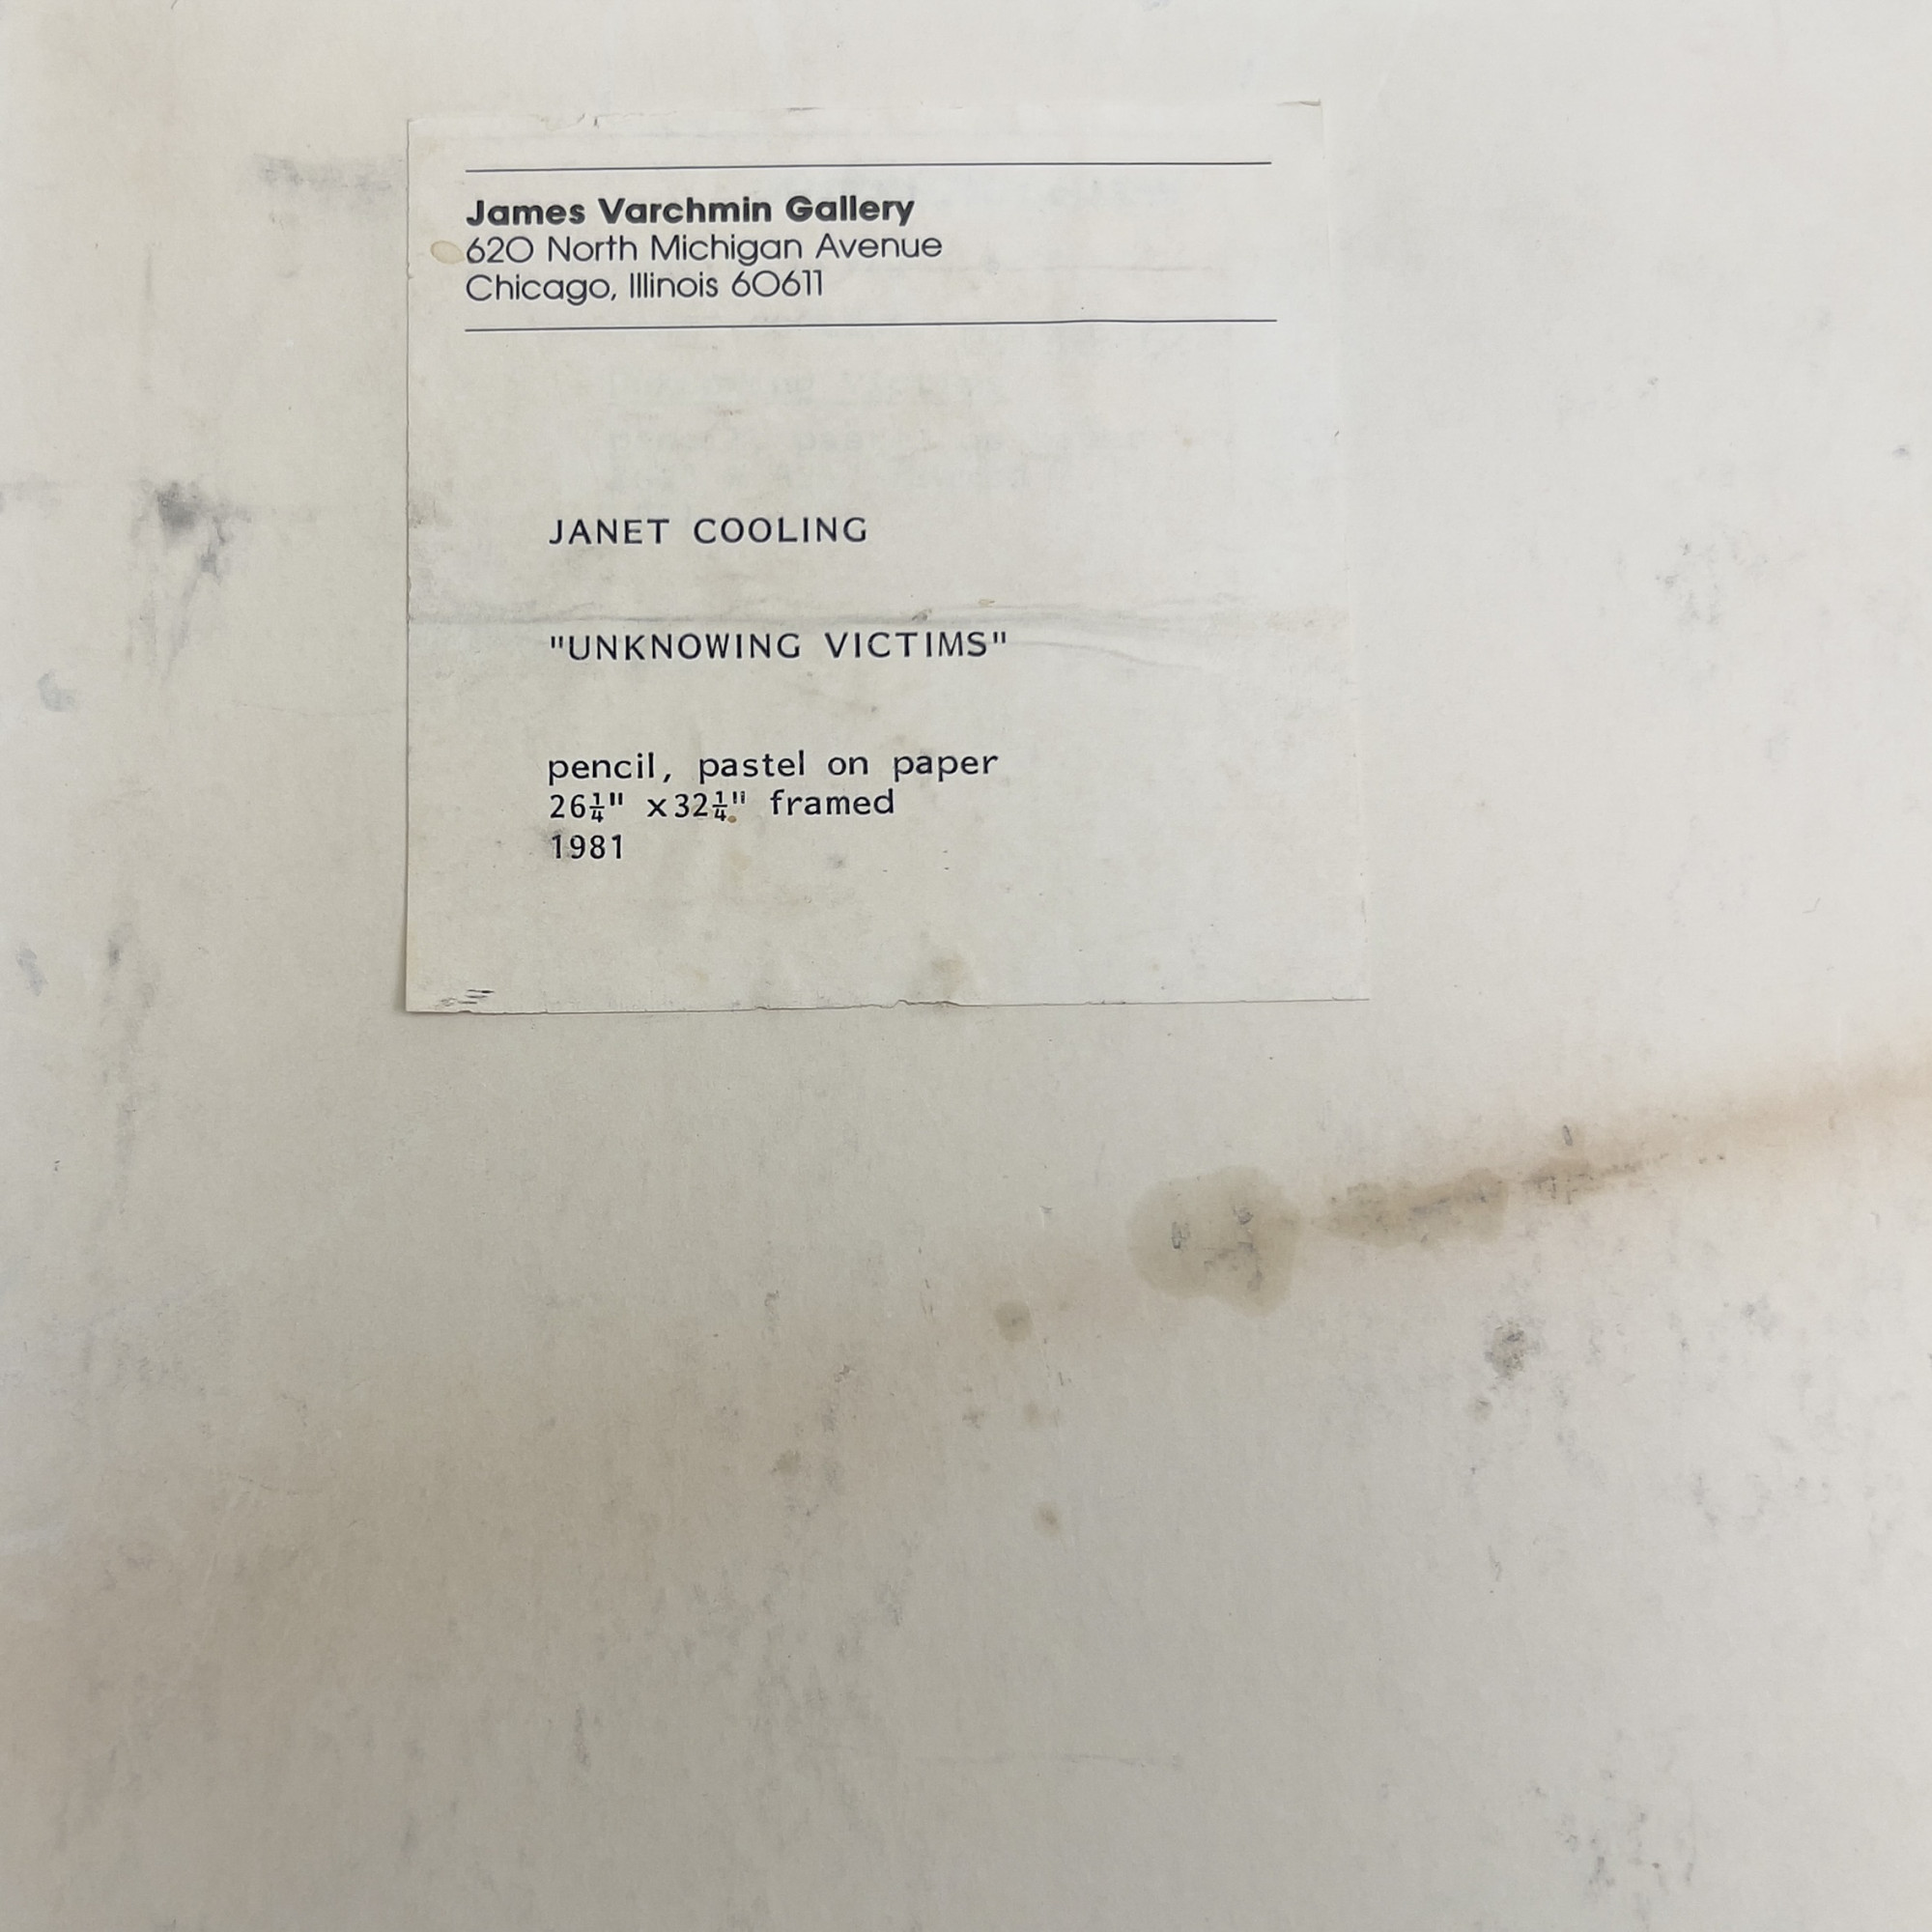 James Varchmin Gallery
620 North Michigan Avenue
Chicago, Illinois 60611
JANET COOLING
"UNKNOWING VICTIMS"
pencil, pastel on paper
26¼" x32¼" framed
1981